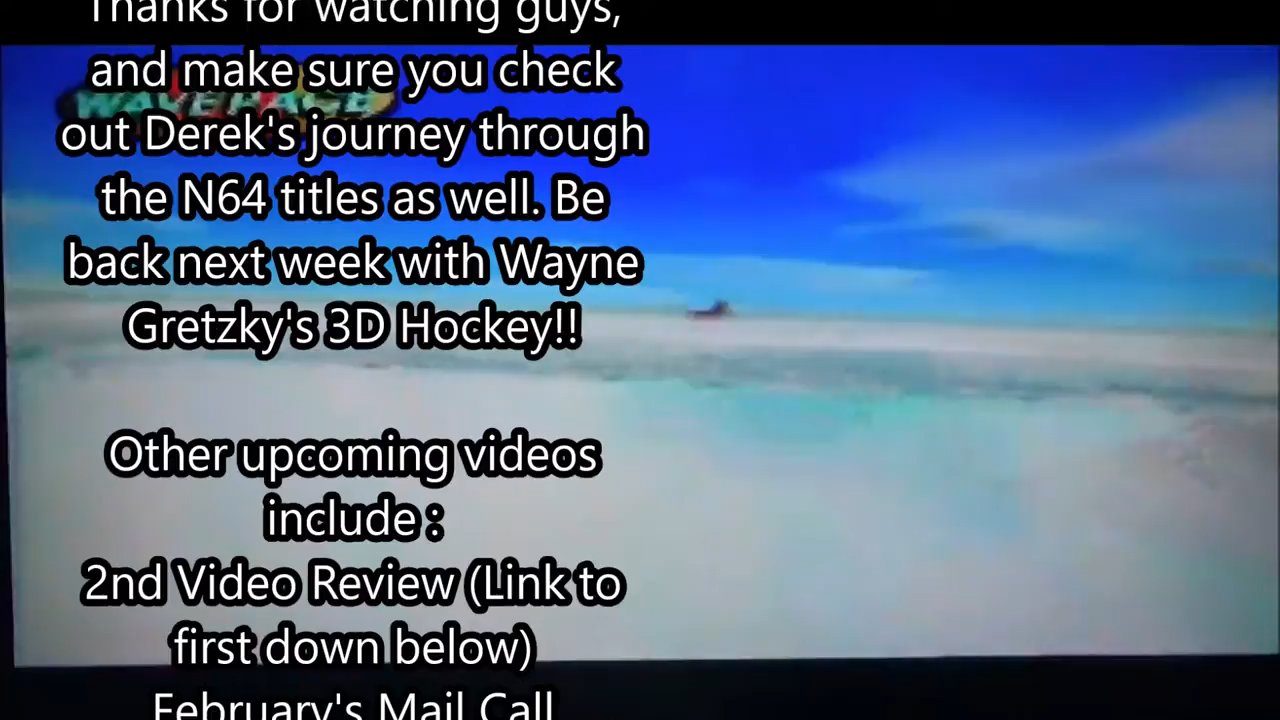 Thanks for watching guys,
and make sure you check
WAVE RACE
out Derek's journey through
the N64 titles as well. Be
back next week with Wayne
Gretzky's 3D Hockey!!
Other upcoming videos
include :
2nd Video Review (Link to
first down below)
February's Mail Call